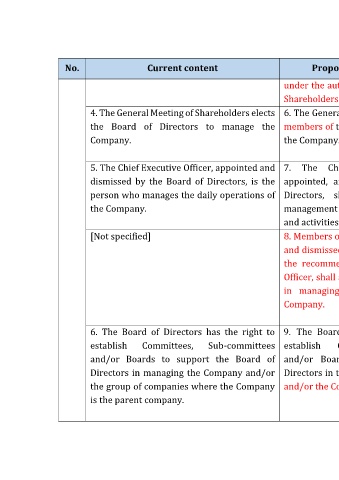 No. Current content Propo
under the aut
Shareholders
4. The General Meeting of Shareholders elects
the Board of Directors to manage the
Company.
6. The Genera
members of t
the Company.
5. The Chief Executive Officer, appointed and
dismissed by the Board of Directors, is the
person who manages the daily operations of
the Company.
7. The Ch
appointed, a
Directors, s
management
and activities
[Not specified]
8. Members o
and dismisse
the recomme
Officer, shall
in managing
Company.
6. The Board of Directors has the right to
establish Committees, Sub-committees
and/or Boards to support the Board of
Directors in managing the Company and/or
the group of companies where the Company
is the parent company.
9. The Board
establish
and/or Boar
Directors in t
and/or the Co